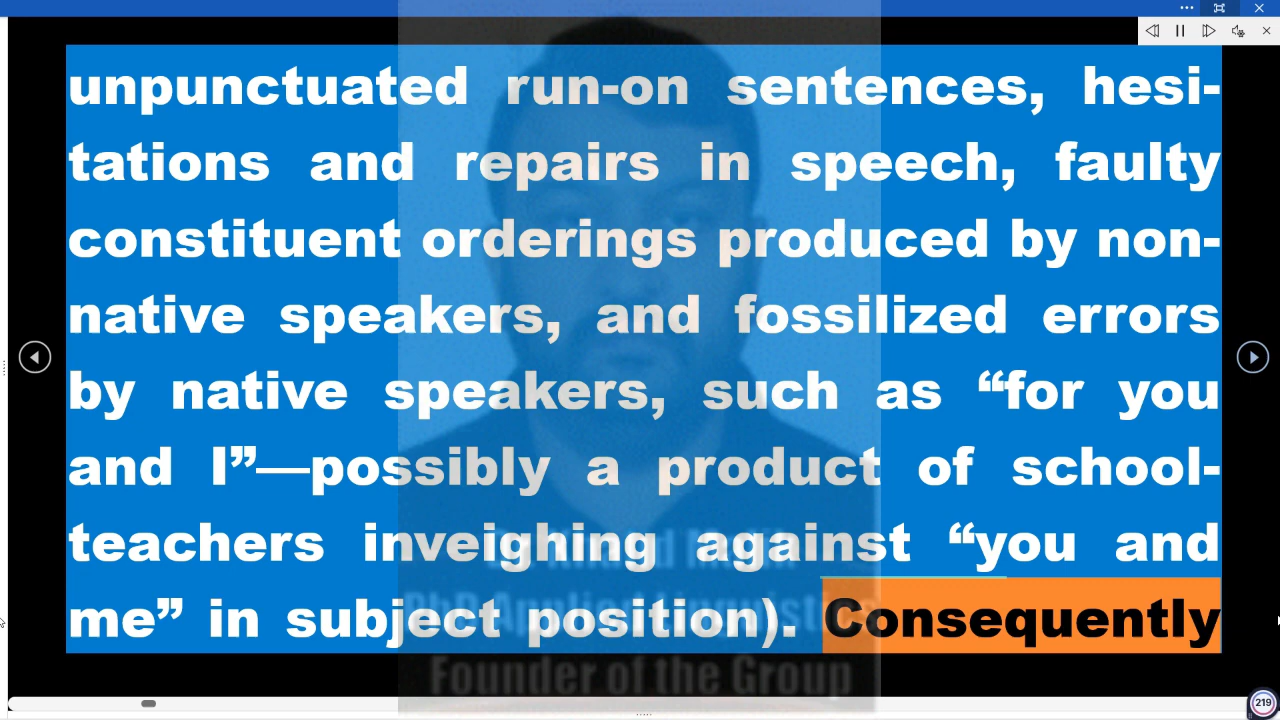 unpunctuated run-on sentences, hesi-
tations and repairs in speech, faulty
constituent orderings produced by non-
native speakers, and fossilized errors
by native speakers, such as “for you
and I”—possibly a product of school-
teachers inveighing against “you and
me” in subject position). Consequently
Founder of the Group
219